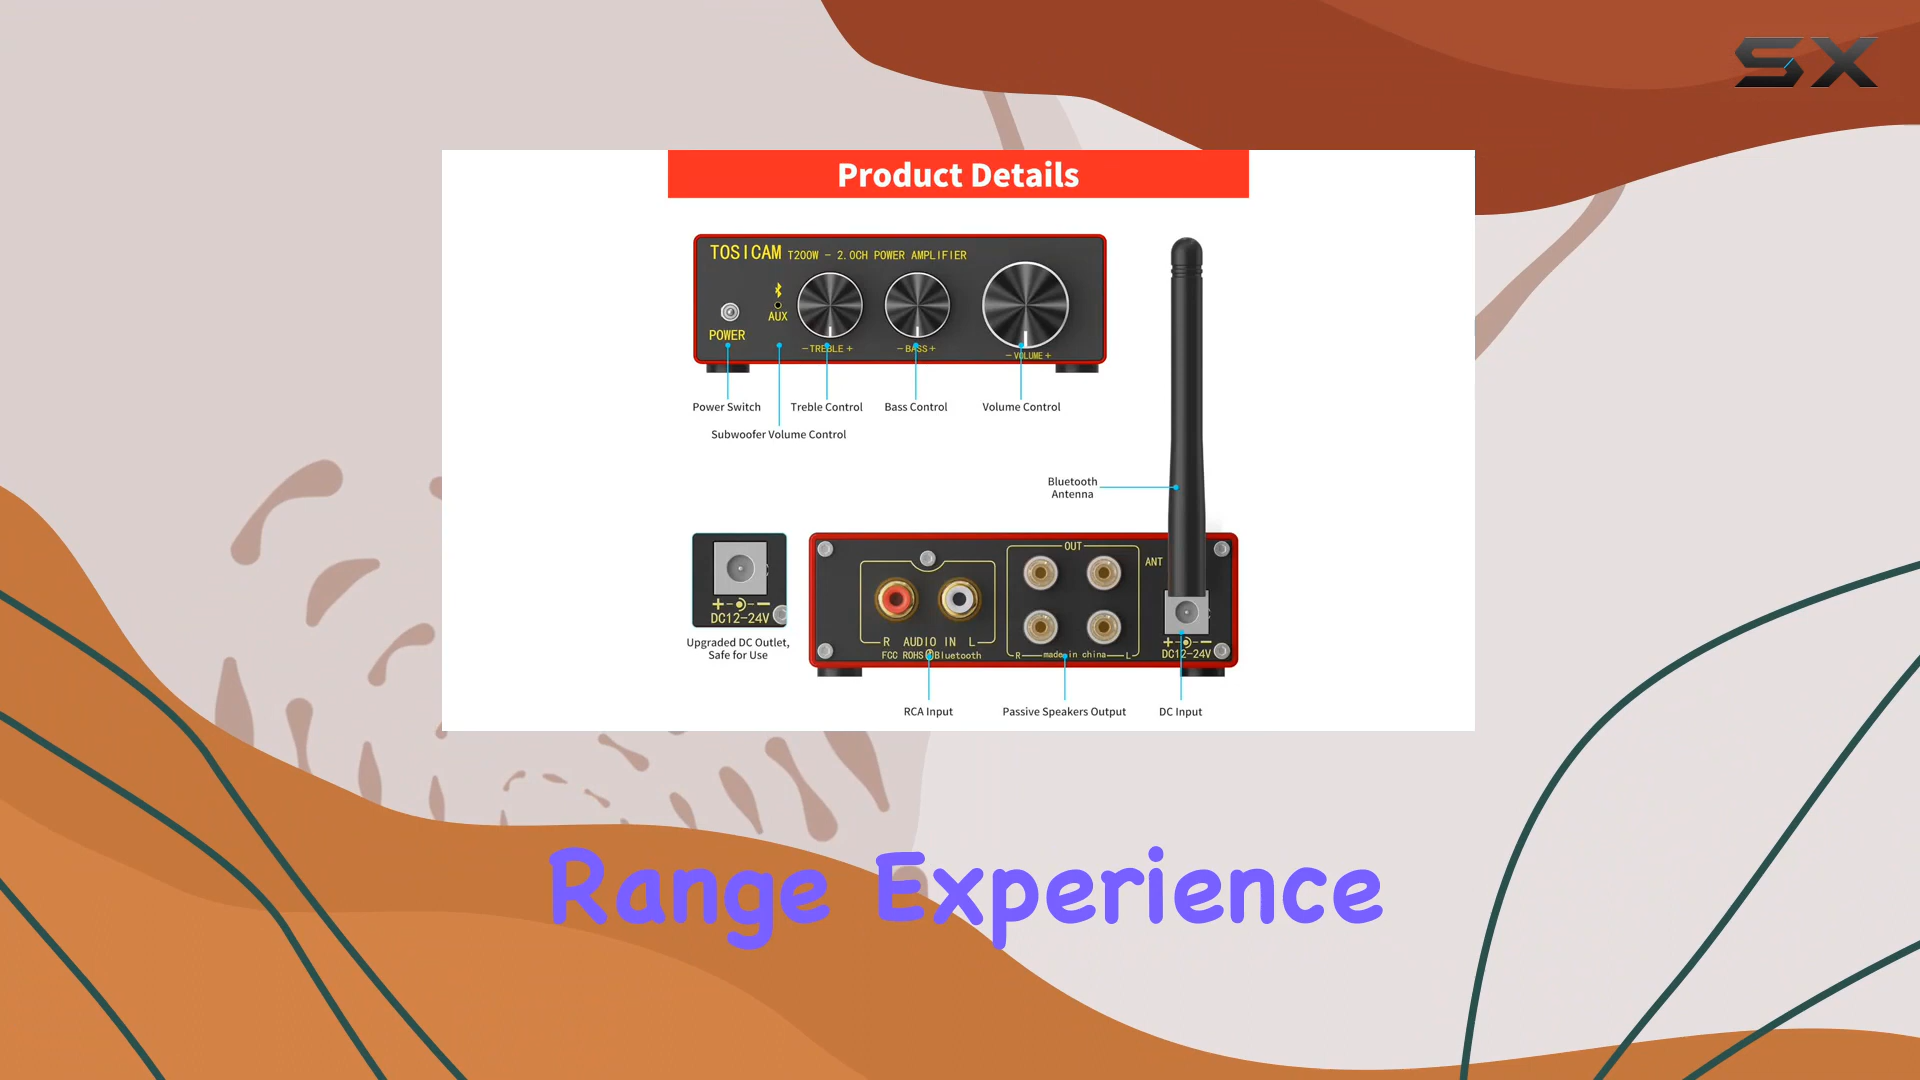 SX
Product Details
TOSICAM T200W - 2.0CH POWER AMPLIFIER
AUX
POWER
-TREBLE+
-BASS+
-VOLUME+
Power Switch
Treble Control
Bass Control
Volume Control
Subwoofer Volume Control
Bluetooth
Antenna
OUT
ANT
DC12-24V
R AUDIO IN L
FCC ROHS Bluetooth
R made in china L
DC12-24V
Upgraded DC Outlet,
Safe for Use
RCA Input
Passive Speakers Output
DC Input
Range Experience